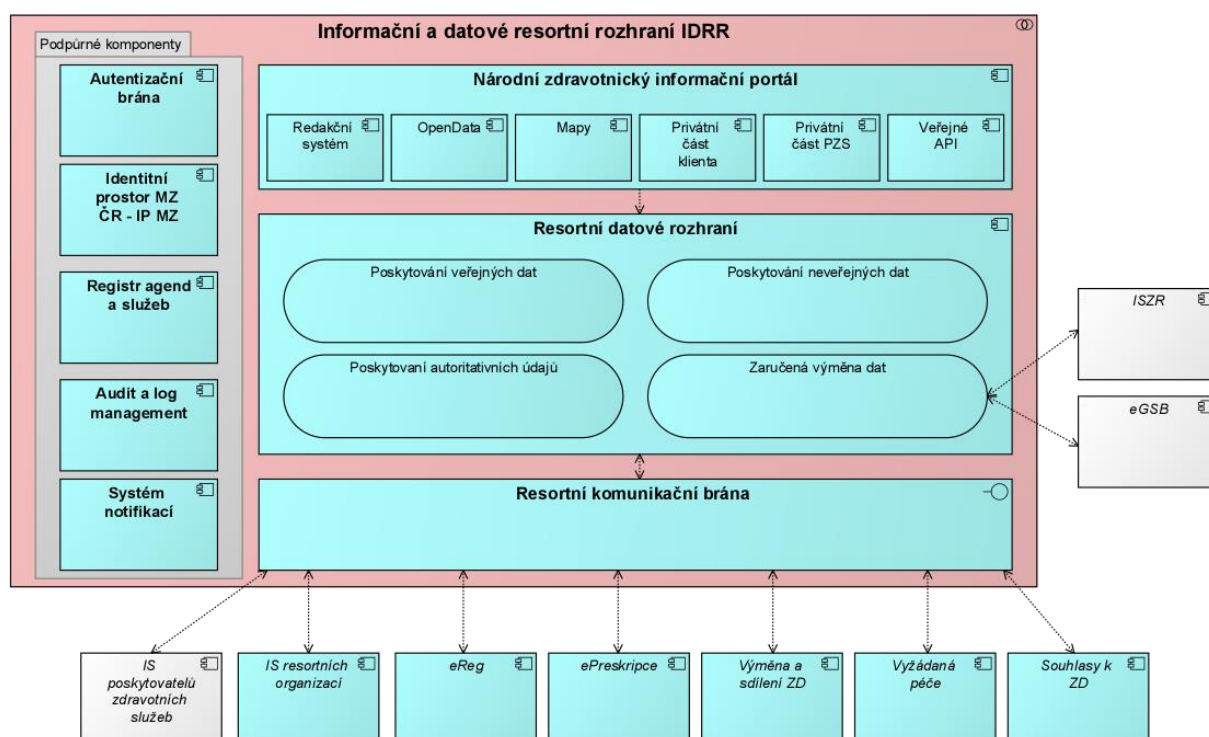 Informační a datové resortní rozhraní IDRR
Podpůrné komponenty
Autentizační
brána
Identitní
prostor MZ
ČR - IP MZ
Registr agend
a služeb
Audit a log
management
Systém
notifikací
Národní zdravotnický informační portál
Redakční
systém
OpenData
Mapy
Privátní
část
klienta
Privátní
část PZS
Veřejné
API
Resortní datové rozhraní
Poskytování veřejných dat
Poskytování neveřejných dat
Poskytovaní autoritativních údajů
Zaručená výměna dat
ISZR
eGSB
Resortní komunikační brána
IS
poskytovatelů
zdravotních
služeb
IS resortních
organizací
eReg
ePreskripce
Výměna a
sdílení ZD
Vyžádaná
péče
Souhlasy k
ZD